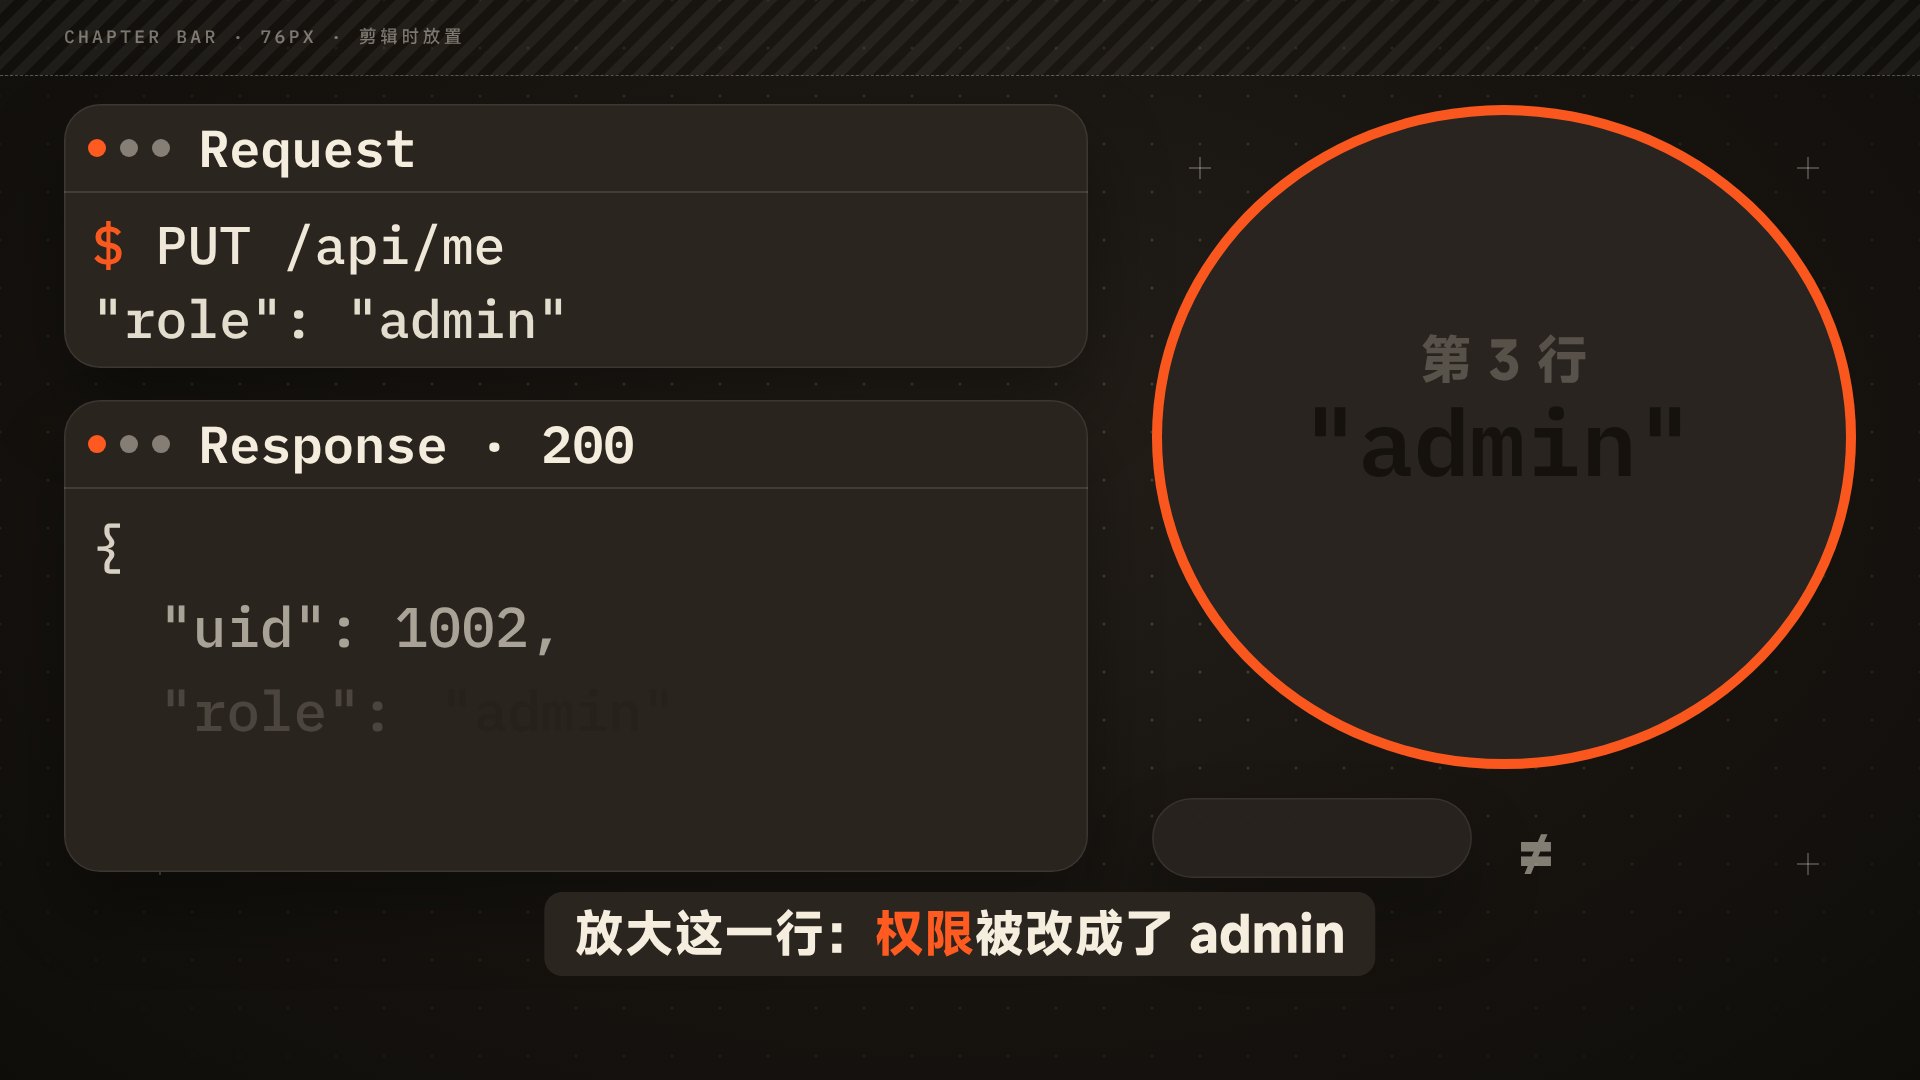 CHAPTER BAR · 76PX · 剪辑时放置
Request
$ PUT /api/me
"role": "admin"
Response · 200
{
"uid": 1002,
"role": "admin"
第 3 行
"admin"
≠
放大这一行：权限被改成了 admin